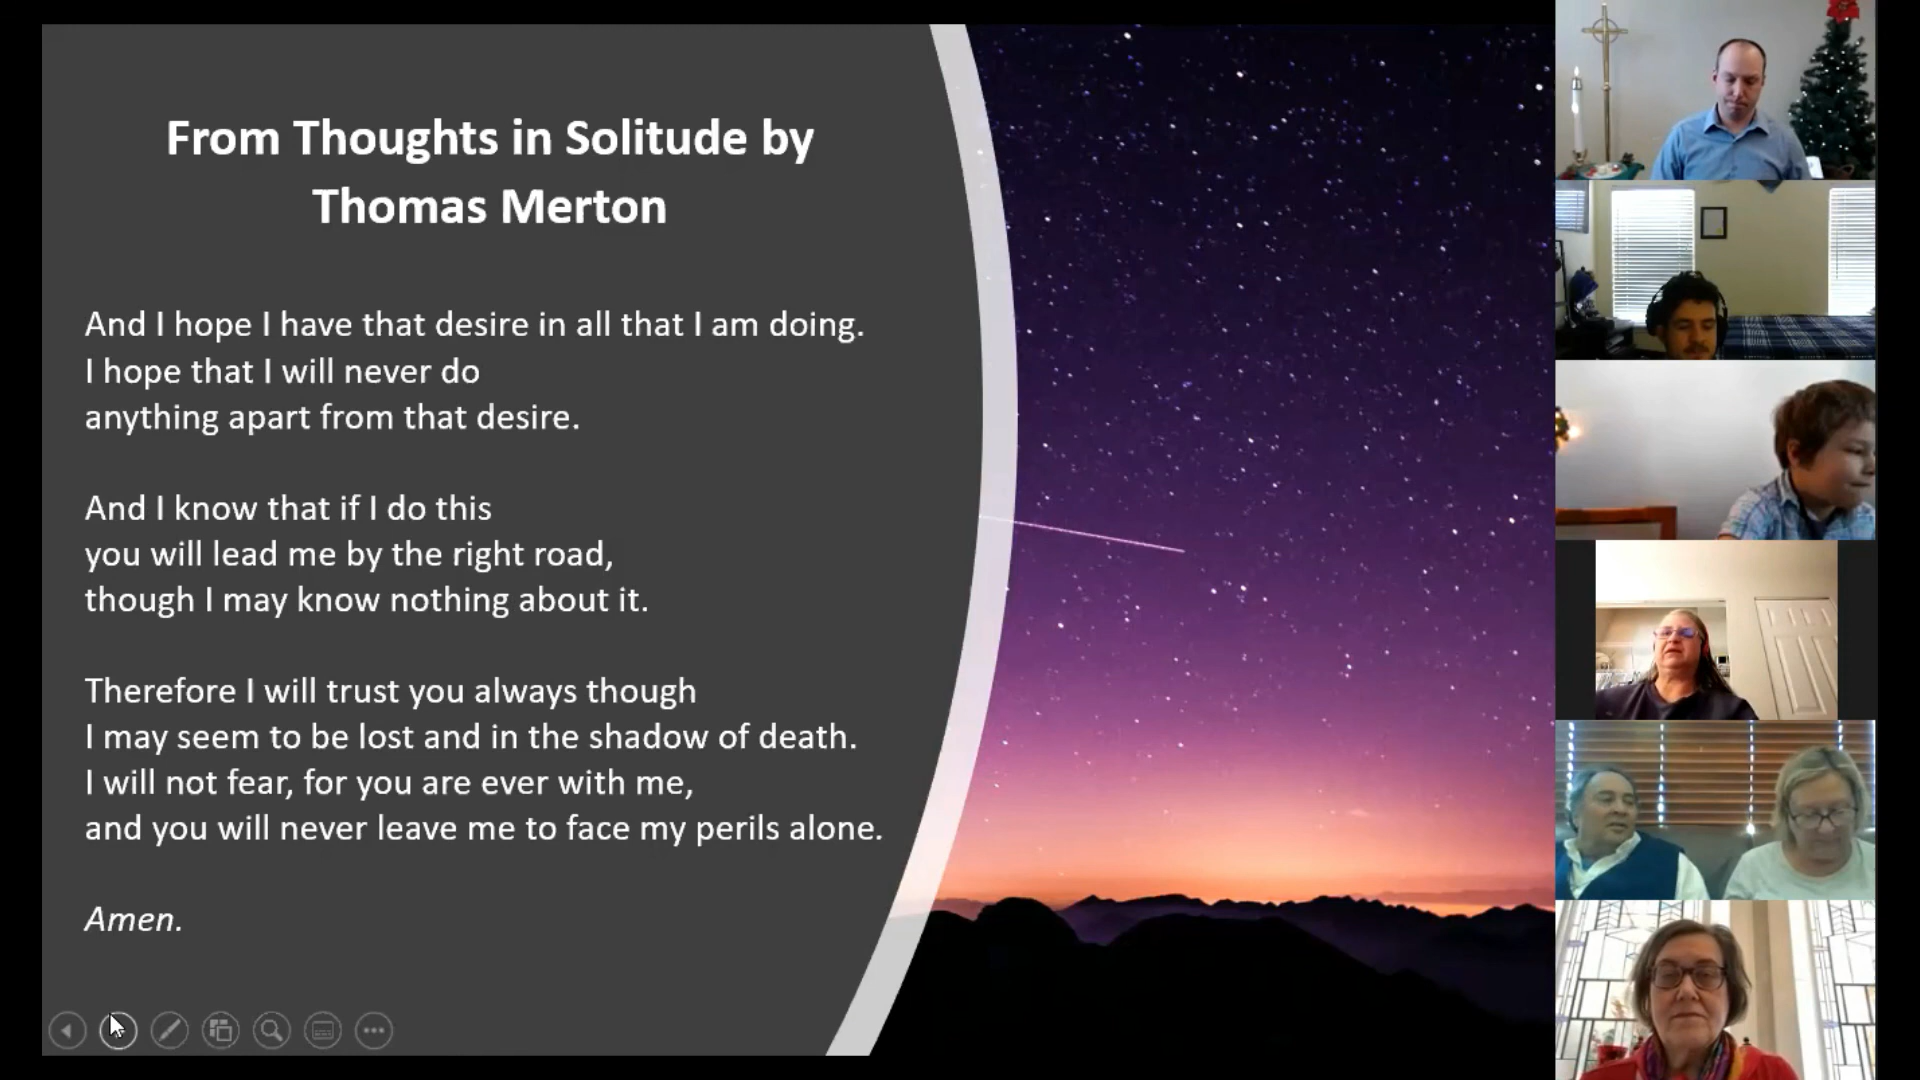 From Thoughts in Solitude by
Thomas Merton
And I hope I have that desire in all that I am doing.
I hope that I will never do
anything apart from that desire.
And I know that if I do this
you will lead me by the right road,
though I may know nothing about it.
Therefore I will trust you always though
I may seem to be lost and in the shadow of death.
I will not fear, for you are ever with me,
and you will never leave me to face my perils alone.
Amen.